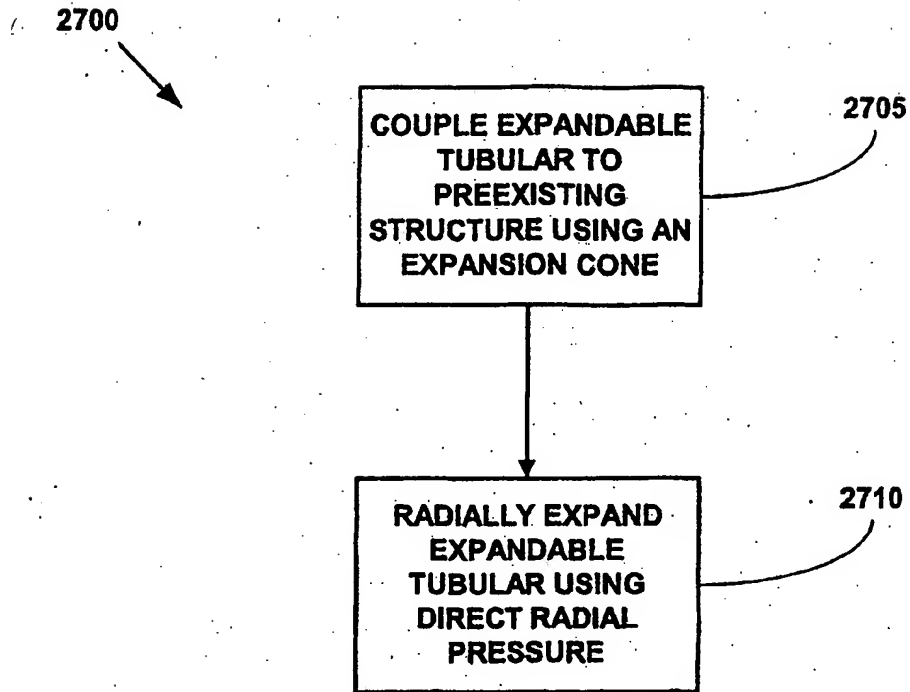 2700
COUPLE EXPANDABLE
TUBULAR TO
PREEXISTING
STRUCTURE USING AN
EXPANSION CONE
2705
RADIALLY EXPAND
EXPANDABLE
TUBULAR USING
DIRECT RADIAL
PRESSURE
2710